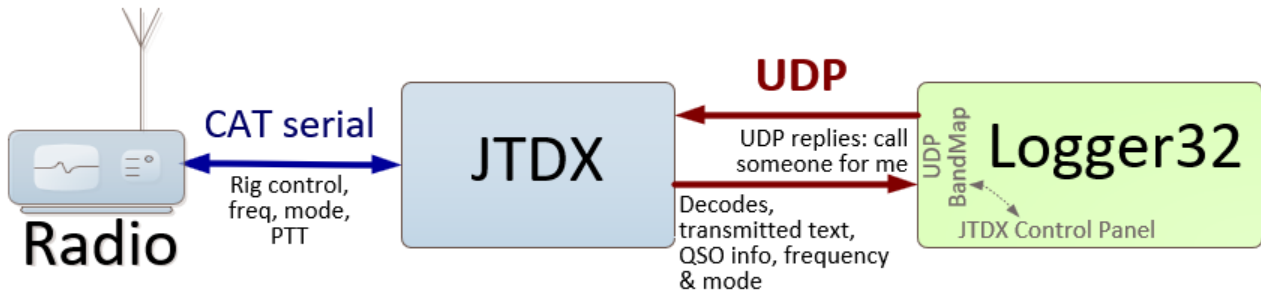 Radio
CAT serial
Rig control,
freq, mode,
PTT
JTDX
UDP
UDP replies: call
someone for me
Decodes,
transmitted text,
QSO info, frequency
& mode
UDP
BandMap
Logger32
JTDX Control Panel